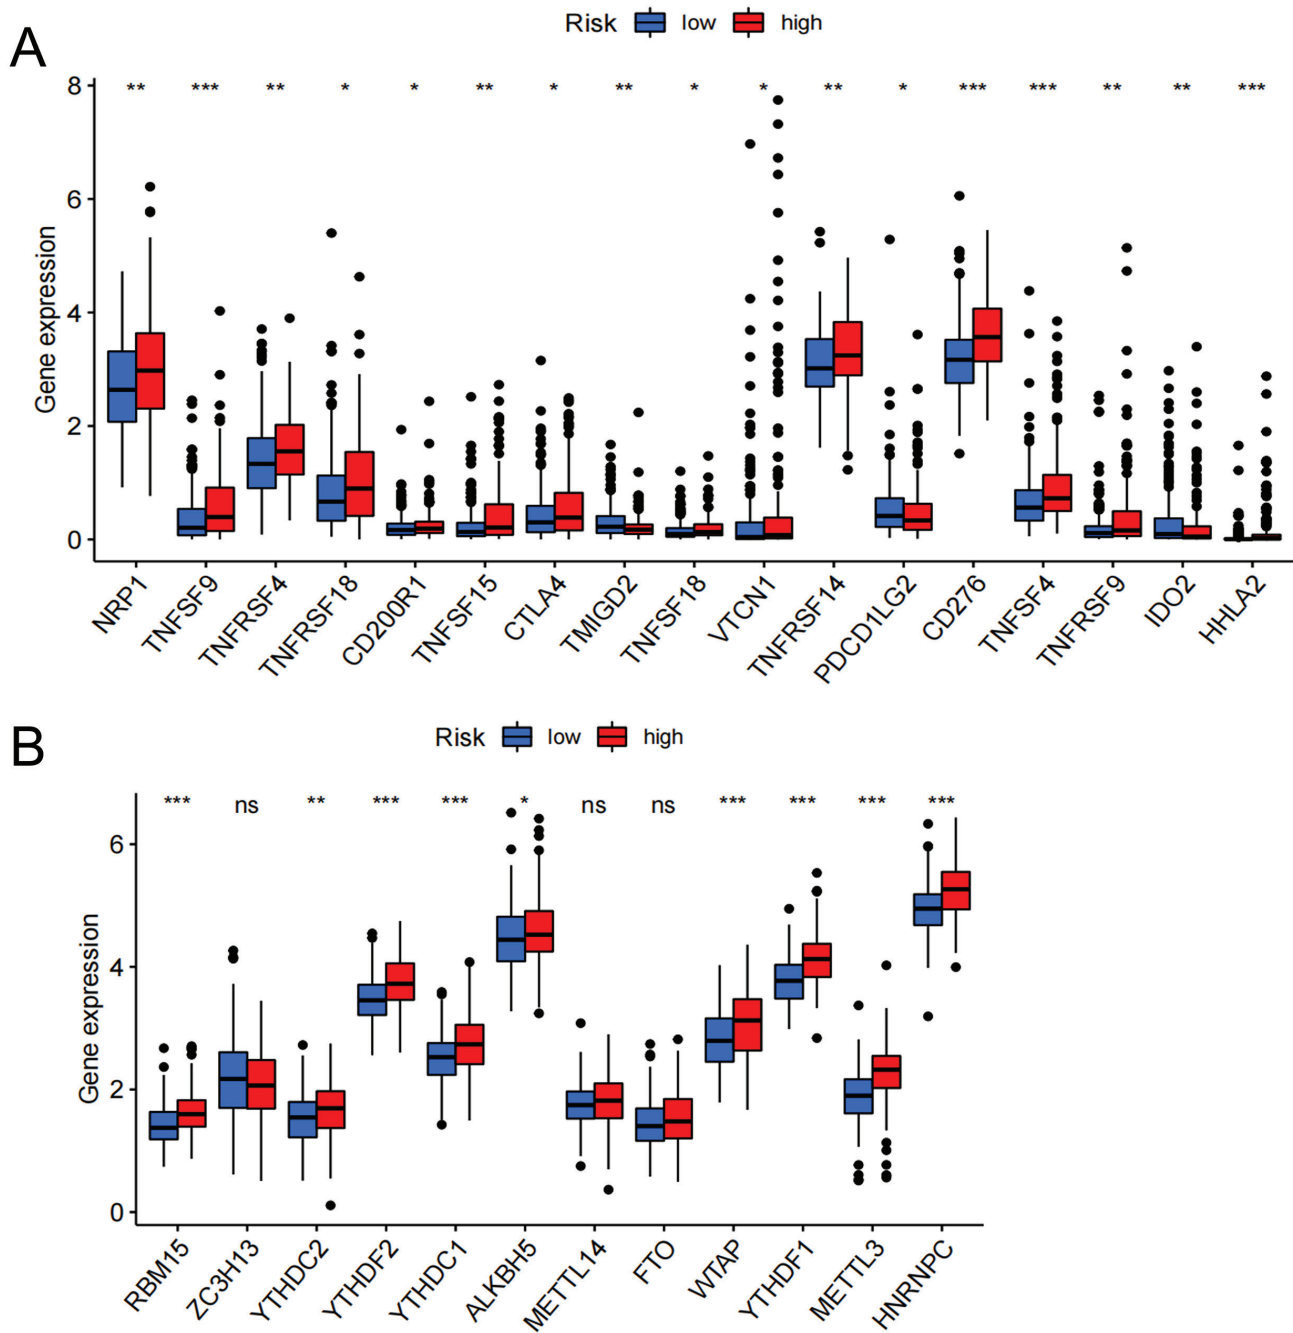 A
Risk low high
8
6
4
2
0
Gene expression
** *** ** * * ** * ** * * ** * *** *** ** ** ***
NRP1 TNFSF9 TNFRSF4 TNFRSF18 CD200R1 TNFSF15 CTLA4 TMIGD2 TNFSF18 VTCN1 TNFRSF14 PDCD1LG2 CD276 TNFSF4 TNFRSF9 IDO2 HHLA2
B
Risk low high
6
4
2
0
Gene expression
*** ns ** *** *** * ns ns *** *** *** ***
RBM15 ZC3H13 YTHDC2 YTHDF2 YTHDC1 ALKBH5 METTL14 FTO WTAP YTHDF1 METTL3 HNRNPC